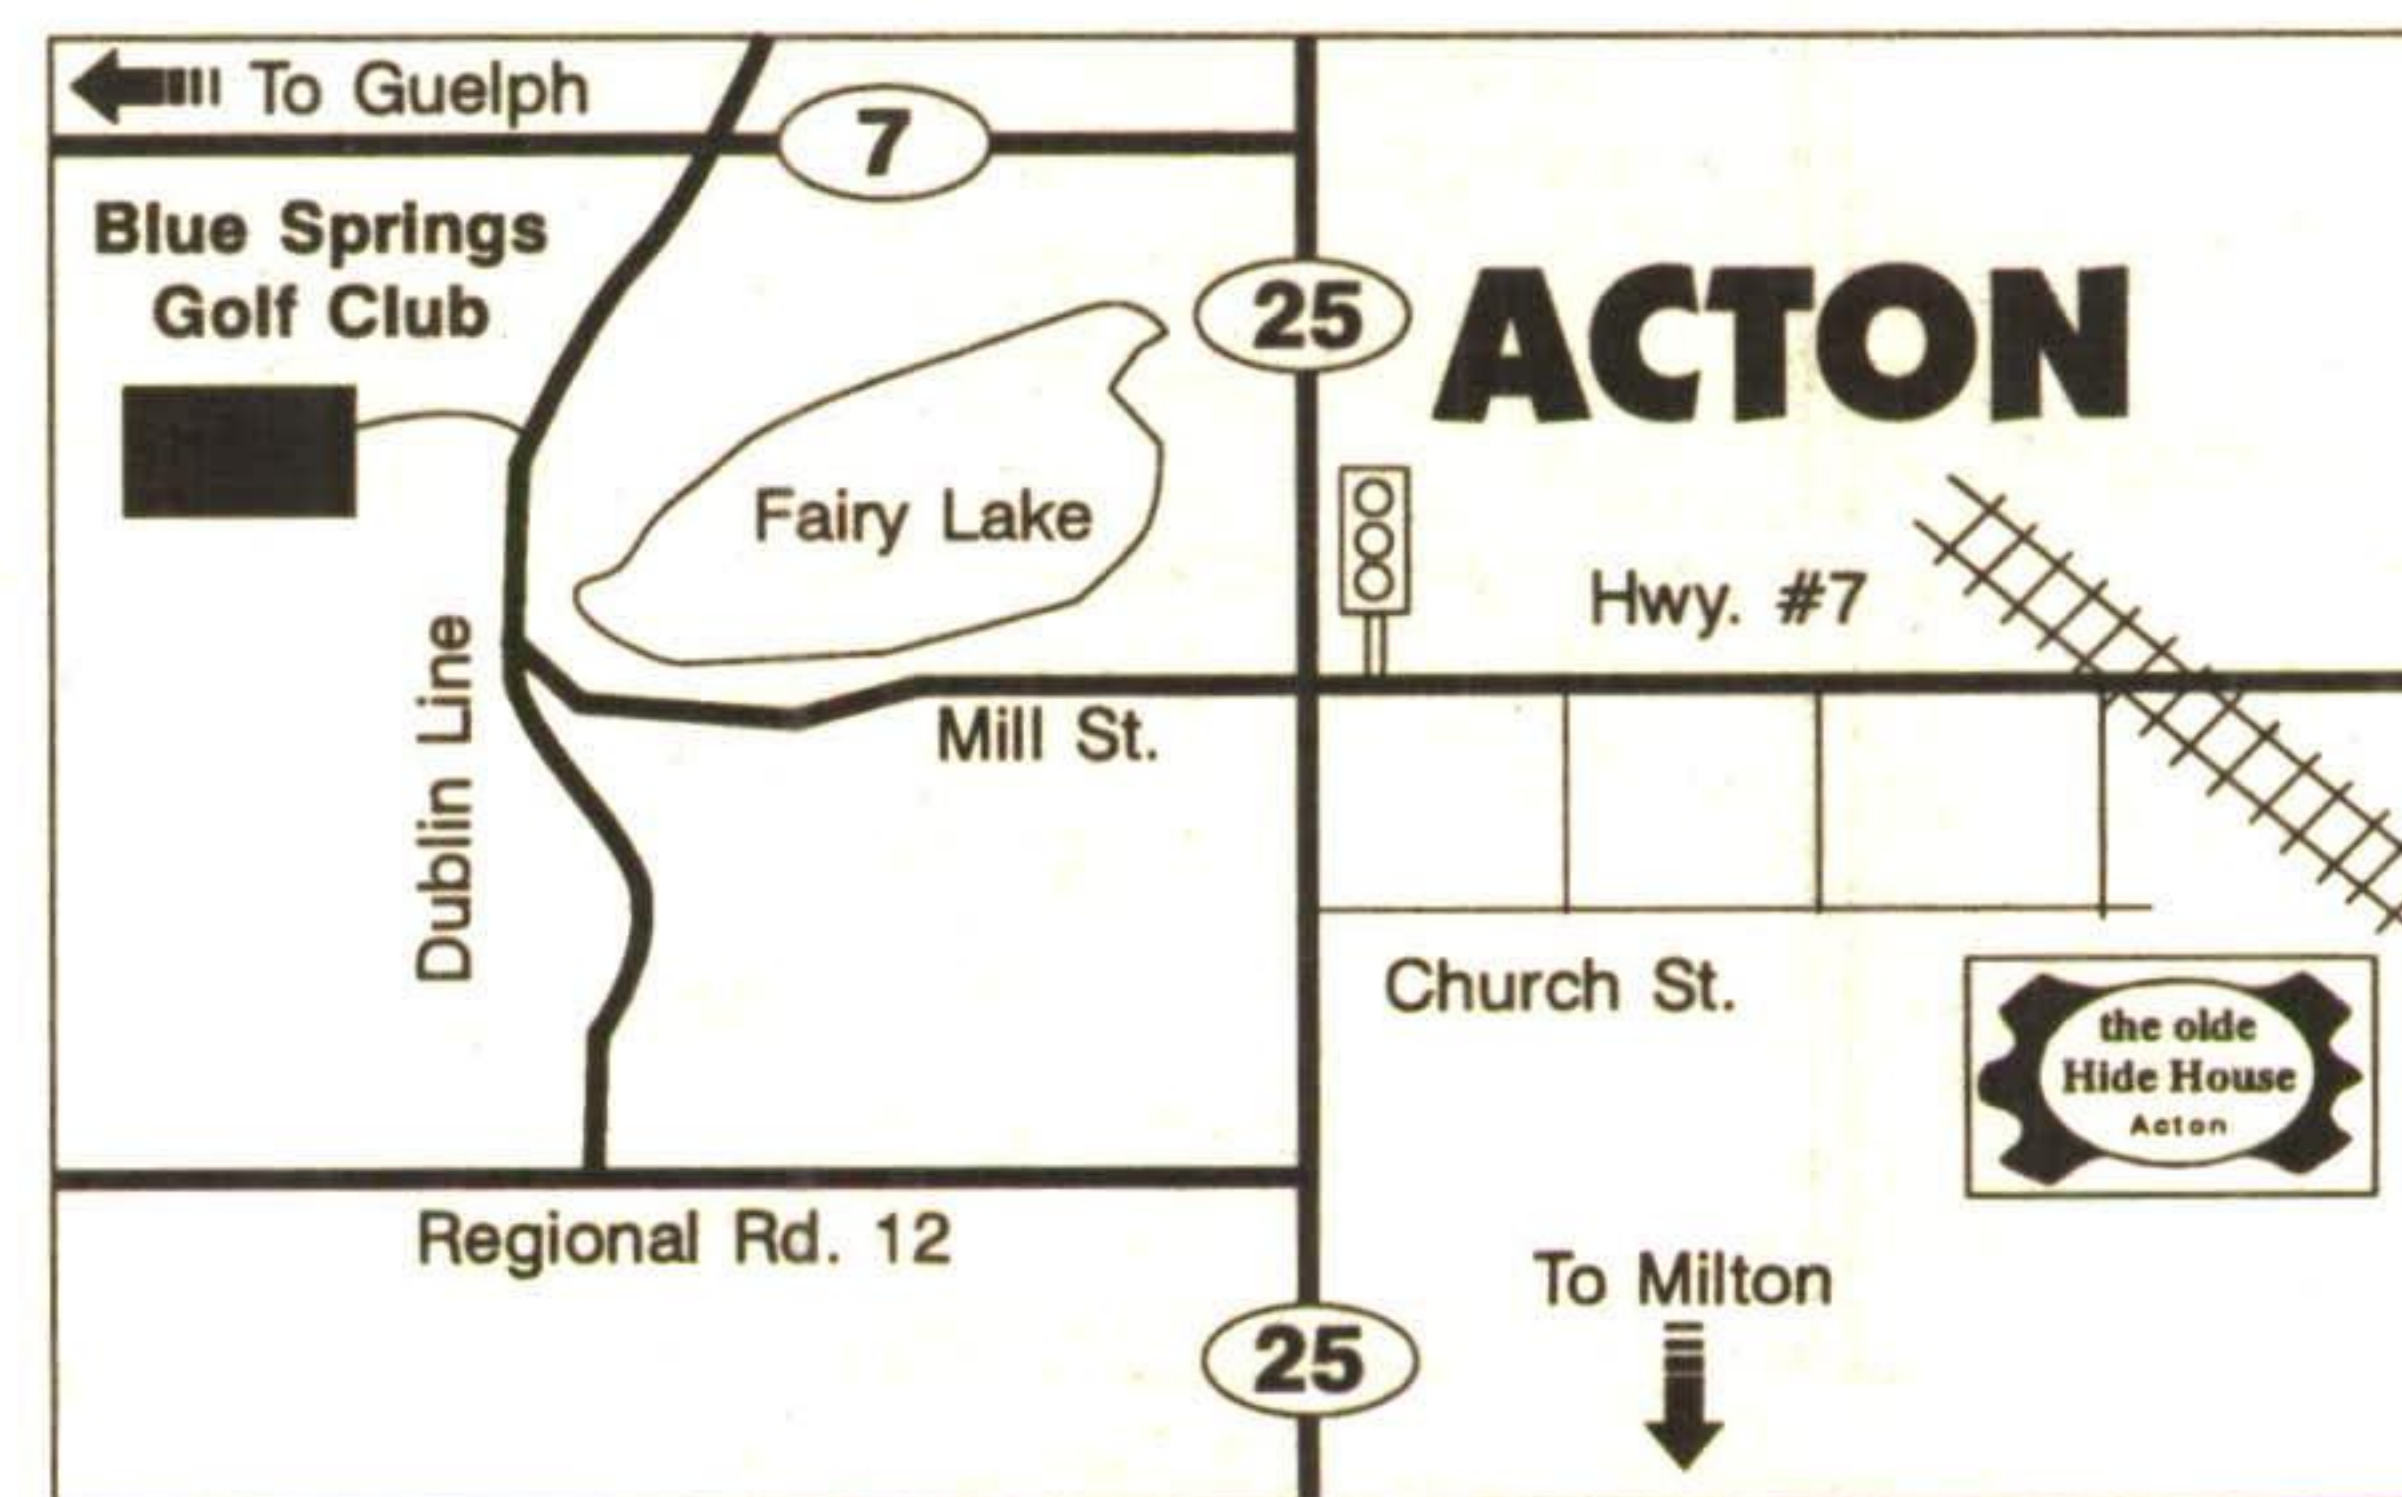 To Guelph
7
Blue Springs
Golf Club
25
ACTON
Fairy Lake
Hwy. #7
Dublin Line
Mill St.
Church St.
the olde
Hide House
Acton
Regional Rd. 12
To Milton
25